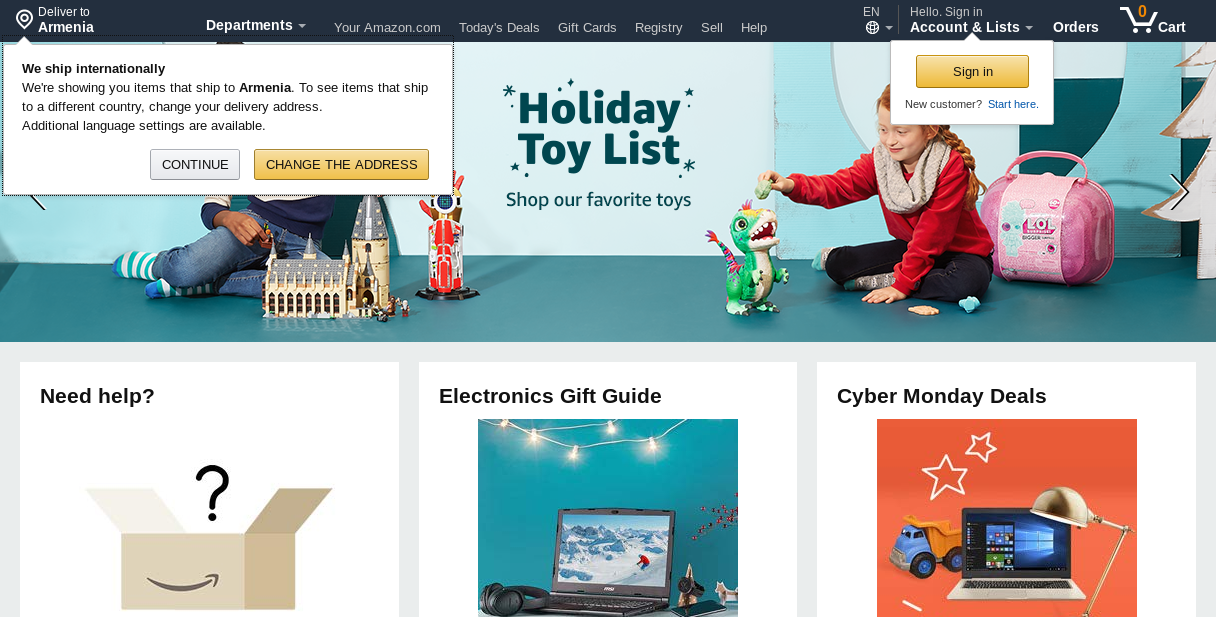 Deliver to
Armenia
Departments
Your Amazon.com
Today's Deals
Gift Cards
Registry
Sell
Help
EN
Hello. Sign in
Account & Lists
Orders
0
Cart
We ship internationally
We're showing you items that ship to Armenia. To see items that ship
to a different country, change your delivery address.
Additional language settings are available.
CONTINUE
CHANGE THE ADDRESS
Sign in
New customer? Start here.
Holiday
Toy List
Shop our favorite toys
L.O.L.
SURPRISE!
BIGGER
Need help?
Electronics Gift Guide
Cyber Monday Deals
?
msi